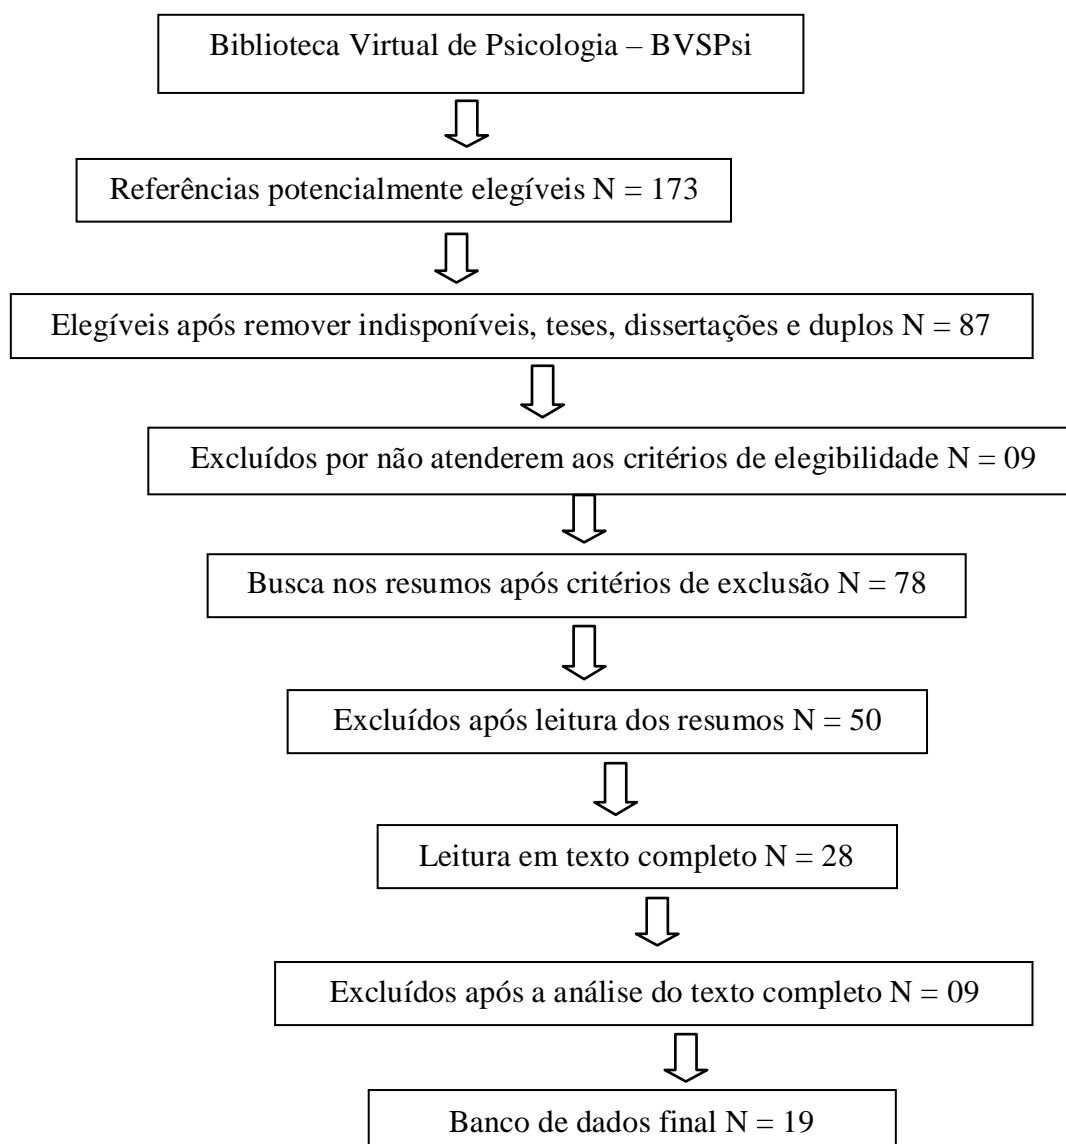 Biblioteca Virtual de Psicologia – BVSPsi
Referências potencialmente elegíveis N = 173
Elegíveis após remover indisponíveis, teses, dissertações e duplos N = 87
Excluídos por não atenderem aos critérios de elegibilidade N = 09
Busca nos resumos após critérios de exclusão N = 78
Excluídos após leitura dos resumos N = 50
Leitura em texto completo N = 28
Excluídos após a análise do texto completo N = 09
Banco de dados final N = 19